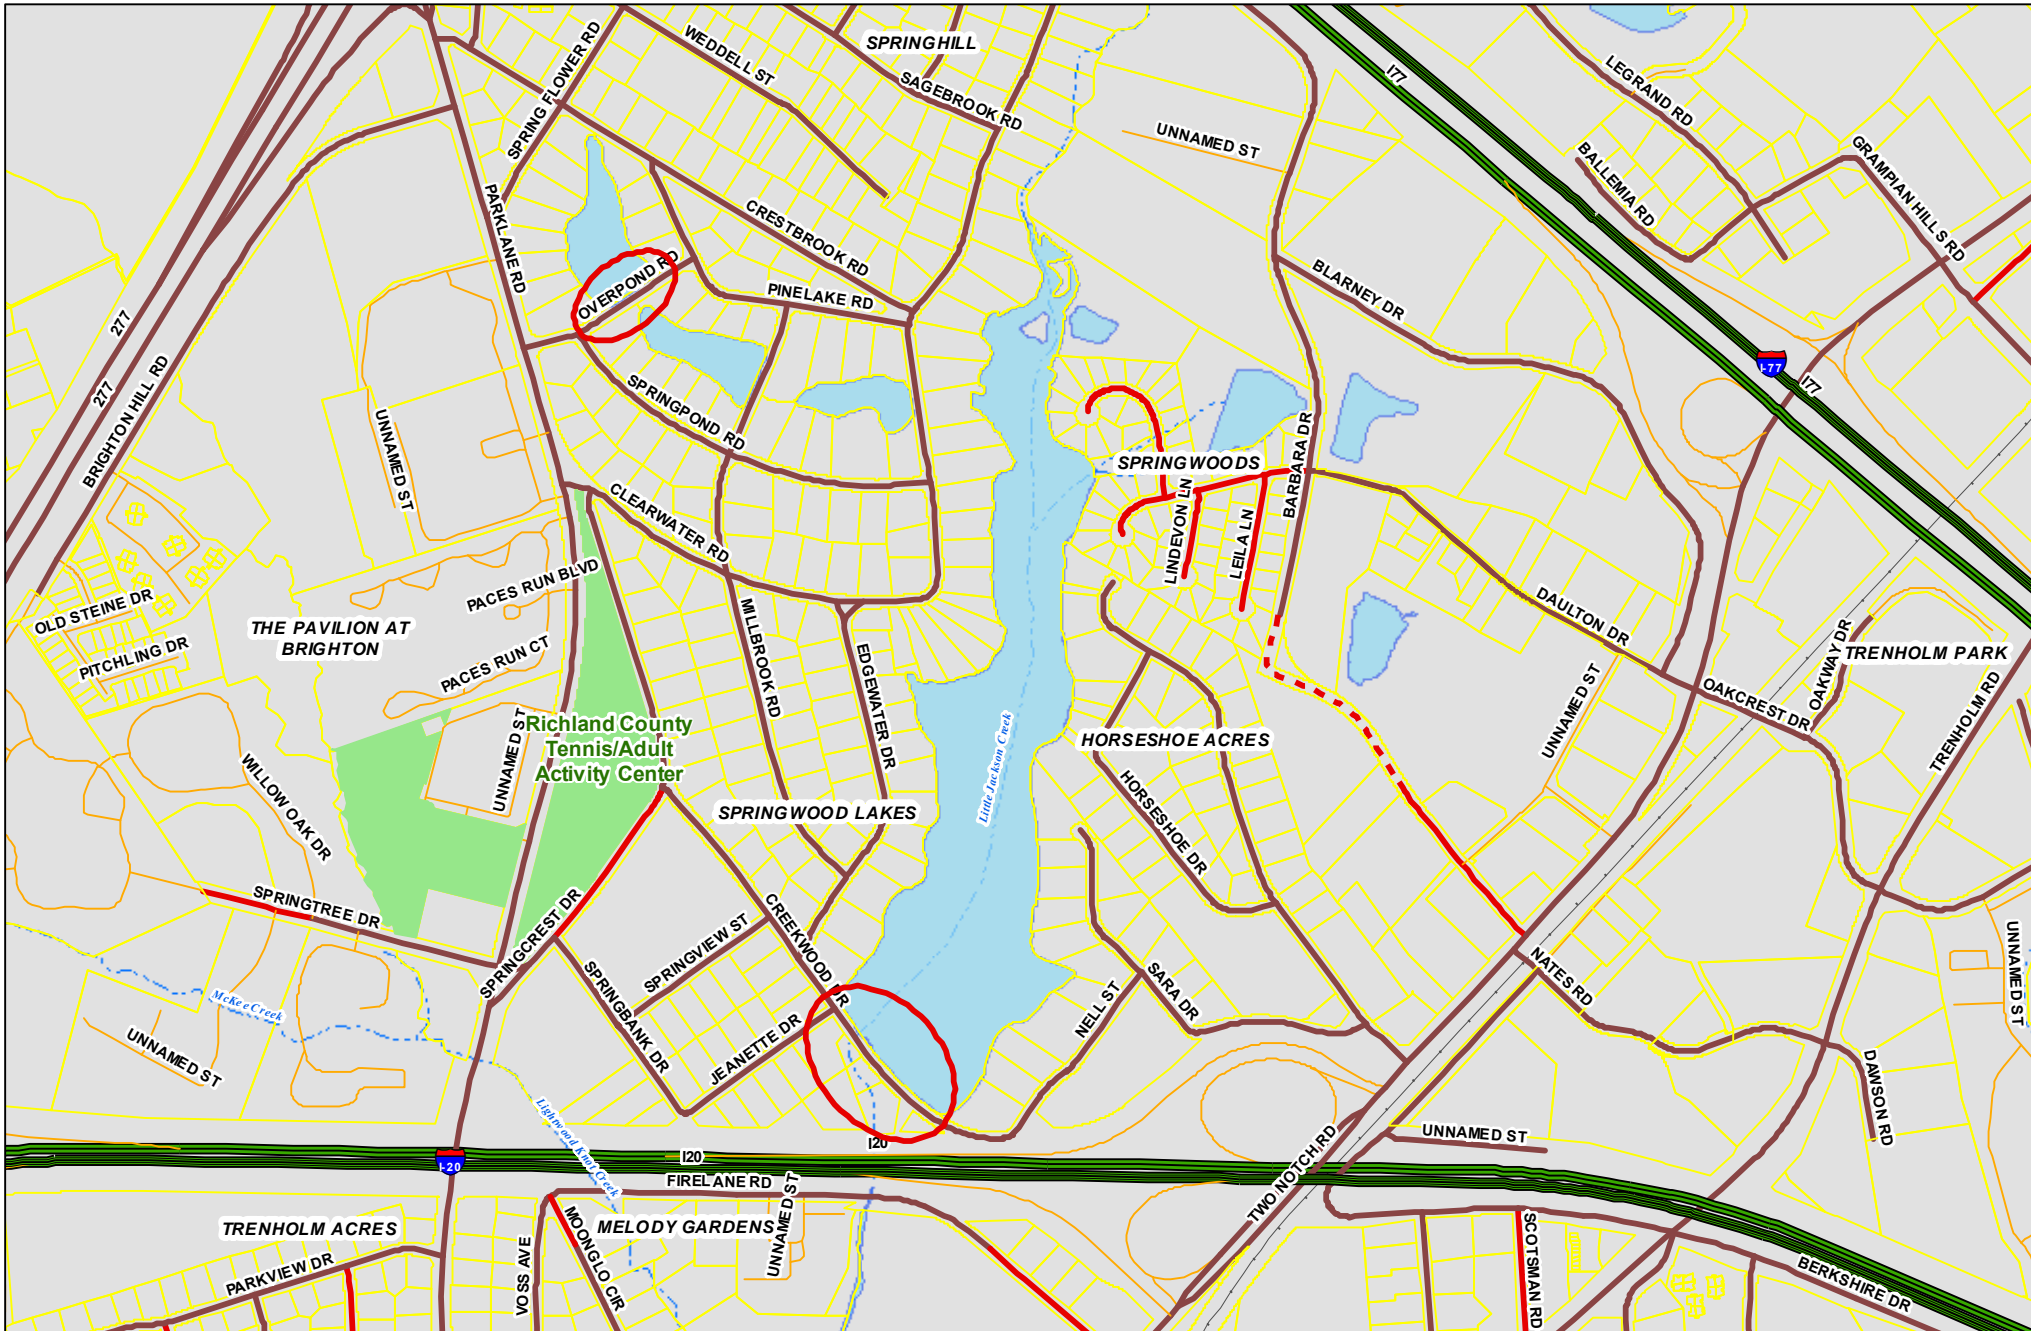 SPRINGHILL
WEDDELL ST
SPRING FLOWER RD
SAGEBROOK RD
I77
LEGRAND RD
UNNAMED ST
BALLEMIA RD
GRAMPIAN HILLS RD
PARKLANE RD
CRESTBROOK RD
OVERPOND RD
PINELAKE RD
BLARNEY DR
277
277
BRIGHTON HILL RD
I-77
I77
SPRINGPOND RD
UNNAMED ST
BARBARA DR
SPRINGWOODS
CLEARWATER RD
LINDEVON LN
LEILA LN
PACES RUN BLVD
OLD STEINE DR
THE PAVILION AT
BRIGHTON
PITCHLING DR
PACES RUN CT
MILLBROOK RD
EDGEWATER DR
DAULTON DR
OAKWAY DR
TRENHOLM PARK
UNNAMED ST
OAKCREST DR
TRENHOLM RD
Richland County
Tennis/Adult
Activity Center
UNNAMED ST
Little Jackson Creek
HORSESHOE ACRES
WILLOW OAK DR
SPRINGWOOD LAKES
HORSESHOE DR
SPRINGTREE DR
SPRINGCREST DR
CREEKWOOD DR
SPRINGVIEW ST
SPRINGBANK DR
SARA DR
NATES RD
UNNAMED ST
McKee Creek
NELL ST
JEANETTE DR
UNNAMED ST
DAWSON RD
Lightwood Knot Creek
I20
UNNAMED ST
I-20
I20
FIRELANE RD
TWO NOTCH RD
TRENHOLM ACRES
MELODY GARDENS
UNNAMED ST
MOONGLO CIR
VOSS AVE
PARKVIEW DR
SCOTSMAN RD
BERKSHIRE DR